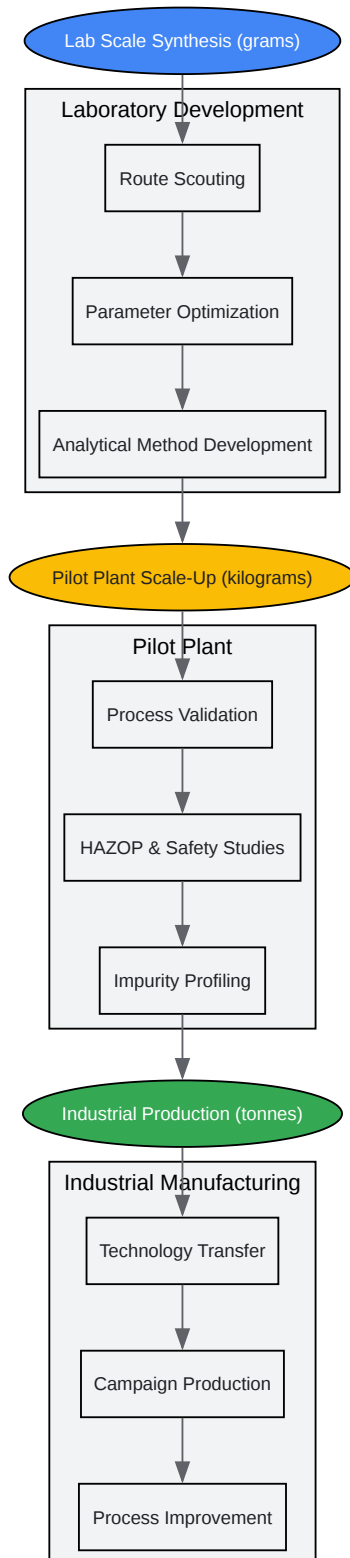 Lab Scale Synthesis (grams)
Laboratory Development
Route Scouting
Parameter Optimization
Analytical Method Development
Pilot Plant Scale-Up (kilograms)
Pilot Plant
Process Validation
HAZOP & Safety Studies
Impurity Profiling
Industrial Production (tonnes)
Industrial Manufacturing
Technology Transfer
Campaign Production
Process Improvement